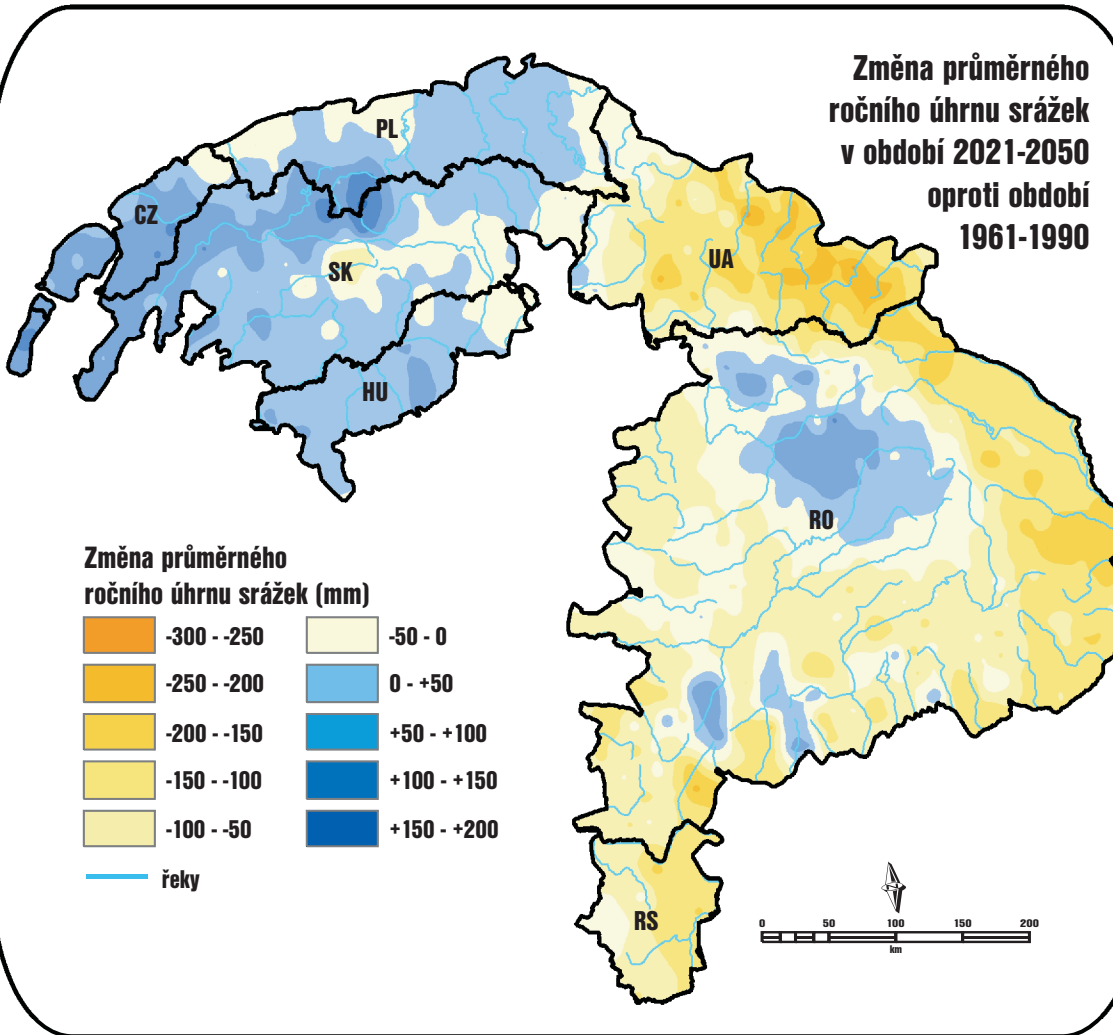 Změna průměrného
ročního úhrnu srážek
v období 2021-2050
oproti období
1961-1990
PL
CZ
SK
UA
HU
RO
RS
Změna průměrného
ročního úhrnu srážek (mm)
-300 - -250
-250 - -200
-200 - -150
-150 - -100
-100 - -50
řeky
-50 - 0
0 - +50
+50 - +100
+100 - +150
+150 - +200
0 50 100 150 200
km